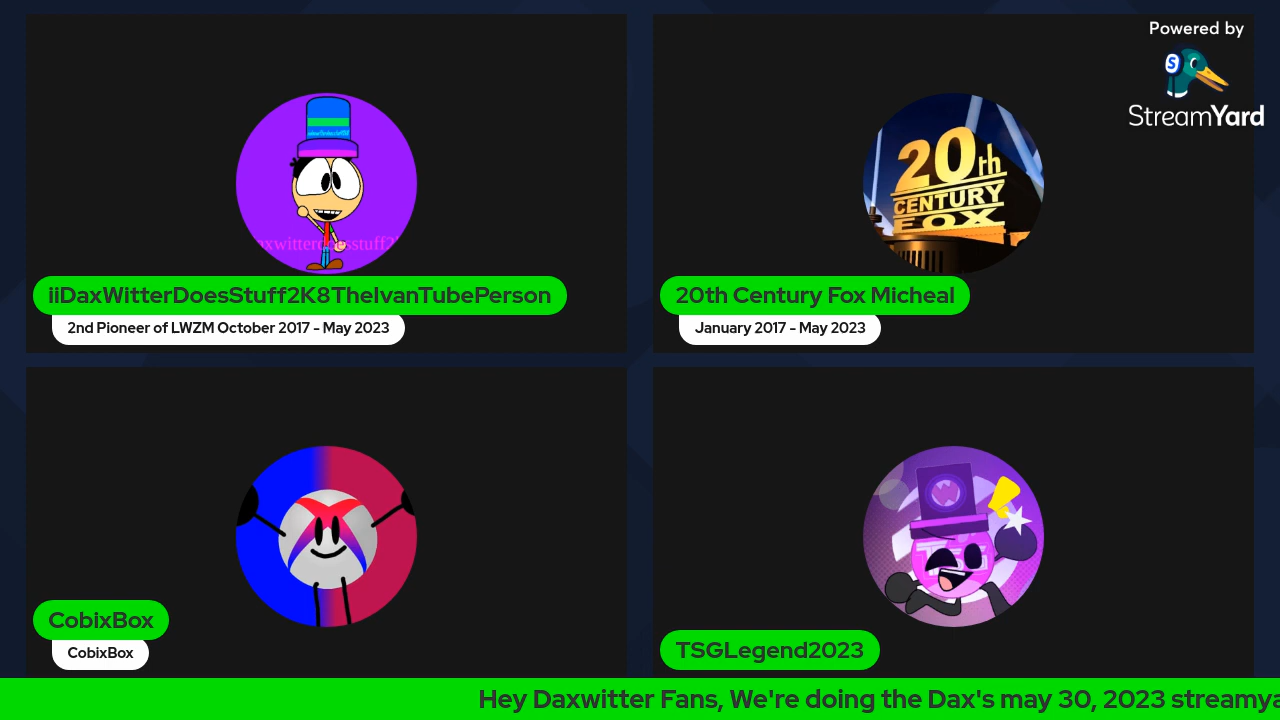 Powered by
StreamYard
S
20th
CENTURY
FOX
iiDaxWitterDoesStuff2K8TheIvanTubePerson
2nd Pioneer of LWZM October 2017 - May 2023
20th Century Fox Micheal
January 2017 - May 2023
W
TSG
CobixBox
CobixBox
TSGLegend2023
Hey Daxwitter Fans, We're doing the Dax's may 30, 2023 streamya